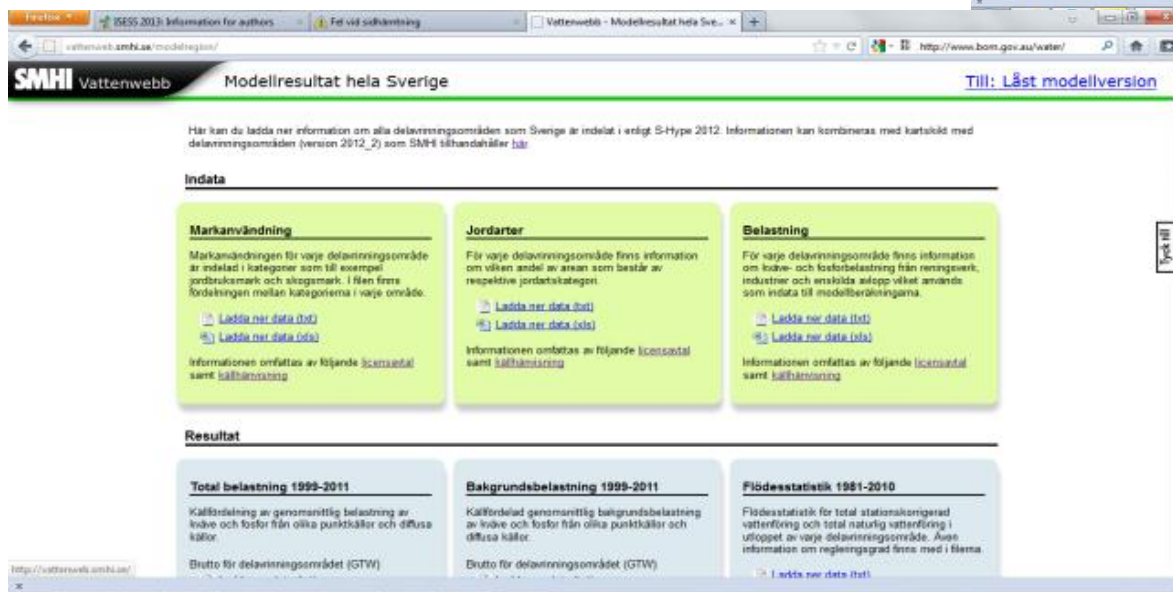 Firefox
ISESS 2013: Information for authors
Fel vid sidhämtning
Vattenwebb - Modellresultat hela Sve...
vattenweb.smhi.se/modelregion/
http://www.bom.gov.au/water/
SMHI Vattenwebb
Modellresultat hela Sverige
Till: Låst modellversion
Här kan du ladda ner information om alla delavrinningsområden som Sverige är indelat i enligt S-Hype 2012. Informationen kan kombineras med kartskikt med
delavrinningsområden (version 2012_2) som SMHI tillhandahåller här.
Indata
Markanvändning
Markanvändningen för varje delavrinningsområde
är indelad i kategorier som till exempel
jordbruksmark och skogsmark. I filen finns
fördelningen mellan kategorierna i varje område.
Ladda ner data (txt)
Ladda ner data (xls)
Informationen omfattas av följande licensavtal
samt källhänvisning
Jordarter
För varje delavrinningsområde finns information
om vilken andel av arean som består av
respektive jordartskategori.
Ladda ner data (txt)
Ladda ner data (xls)
Informationen omfattas av följande licensavtal
samt källhänvisning
Belastning
För varje delavrinningsområde finns information
om kväve- och fosforbelastning från reningsverk,
industrier och enskilda avlopp vilket används
som indata till modellberäkningarna.
Ladda ner data (txt)
Ladda ner data (xls)
Informationen omfattas av följande licensavtal
samt källhänvisning
Tyck till
Resultat
Total belastning 1999-2011
Källfördelning av genomsnittlig belastning av
kväve och fosfor från olika punktkällor och diffusa
källor.
Brutto för delavrinningsområdet (GTW)
Bakgrundsbelastning 1999-2011
Källfördelad genomsnittlig bakgrundsbelastning
av kväve och fosfor från olika punktkällor och
diffusa källor.
Brutto för delavrinningsområdet (GTW)
Flödesstatistik 1981-2010
Flödesstatistik för total stationskorrigerad
vattenföring och total naturlig vattenföring i
utloppet av varje delavrinningsområde. Även
information om regleringsgrad finns med i filerna.
Ladda ner data (txt)
http://vattenweb.smhi.se/